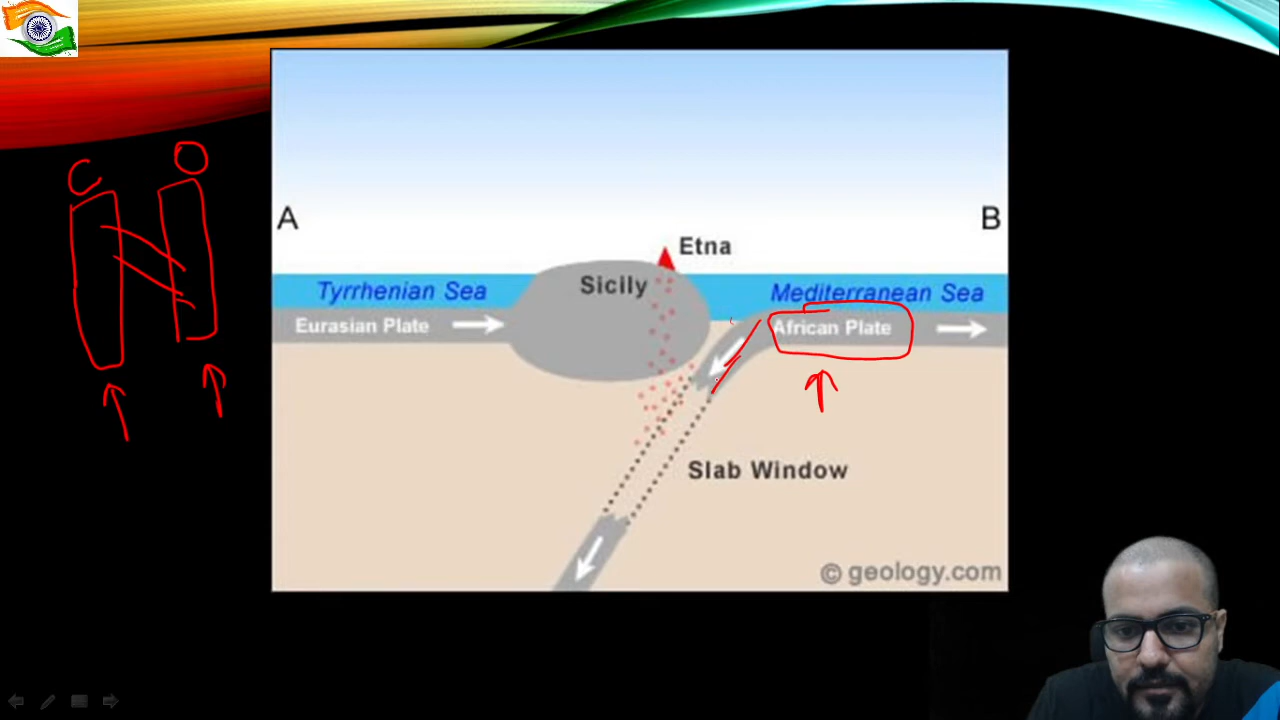 C O
A
B
Etna
Sicily
Tyrrhenian Sea
Mediterranean Sea
Eurasian Plate
African Plate
Slab Window
© geology.com